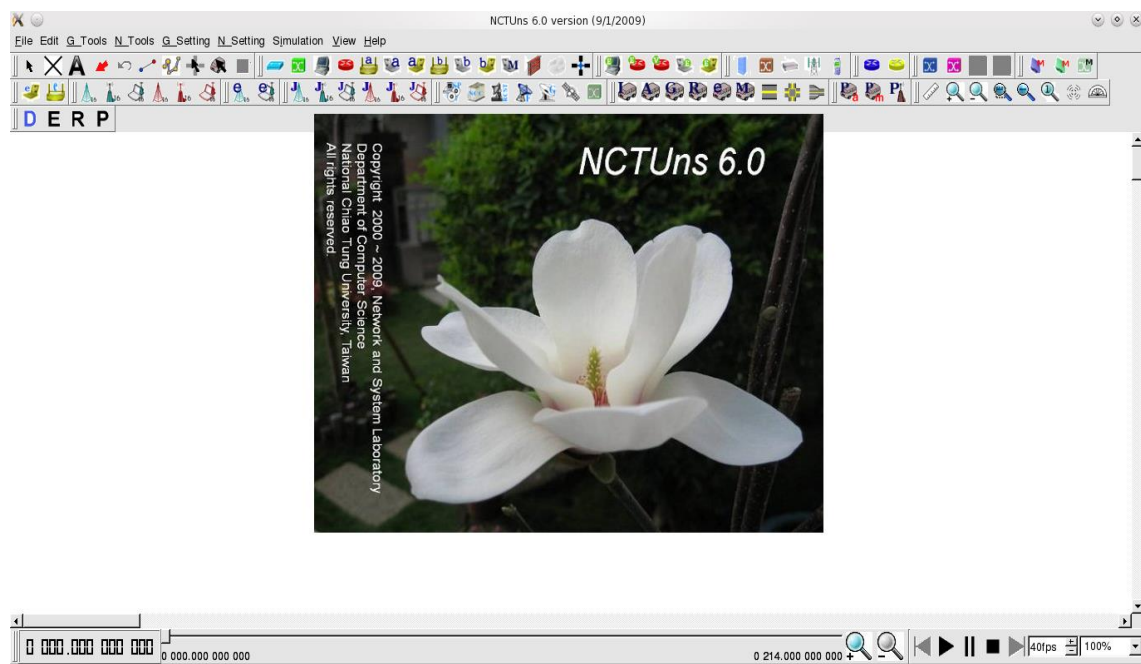 NCTUns 6.0 version (9/1/2009)
File Edit G_Tools N_Tools G_Setting N_Setting Simulation View Help
D E R P
NCTUns 6.0
Copyright 2000 ~ 2009, Network and System Laboratory
Department of Computer Science
National Chiao Tung University, Taiwan
All rights reserved.
0 000.000 000 000
0 000.000 000 000
0 214.000 000 000
40fps
100%